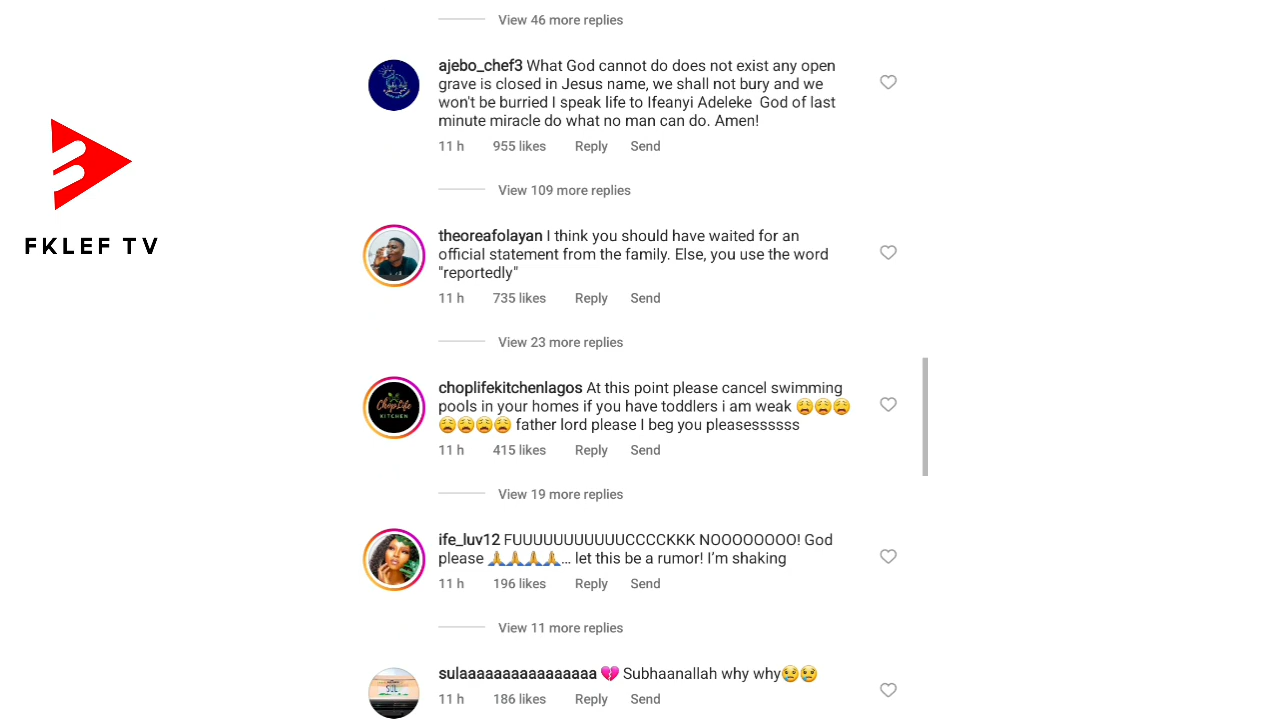 View 46 more replies
ajebo_chef3 What God cannot do does not exist any open
grave is closed in Jesus name, we shall not bury and we
won't be burried I speak life to Ifeanyi Adeleke God of last
minute miracle do what no man can do. Amen!
11 h 955 likes Reply Send
View 109 more replies
FKLEF TV
theoreafolayan I think you should have waited for an
official statement from the family. Else, you use the word
"reportedly"
11 h 735 likes Reply Send
View 23 more replies
Chop Life
KITCHEN
choplifekitchenlagos At this point please cancel swimming
pools in your homes if you have toddlers i am weak 😩😩😩
😩😩😩😩 father lord please I beg you pleasessssss
11 h 415 likes Reply Send
View 19 more replies
ife_luv12 FUUUUUUUUUUUCCCCKKK NOOOOOOOO! God
please 🙏🙏🙏🙏… let this be a rumor! I’m shaking
11 h 196 likes Reply Send
View 11 more replies
sulaaaaaaaaaaaaaaaa 💔 Subhaanallah why why😢😢
11 h 186 likes Reply Send